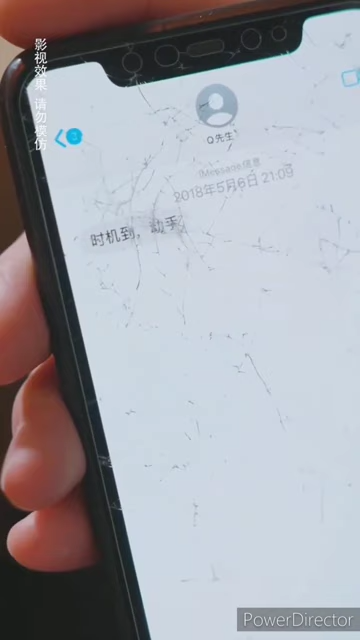 影视效果 请勿模仿
3
Q先生
iMessage信息
2018年5月6日 21:09
时机到，动手。
PowerDirector